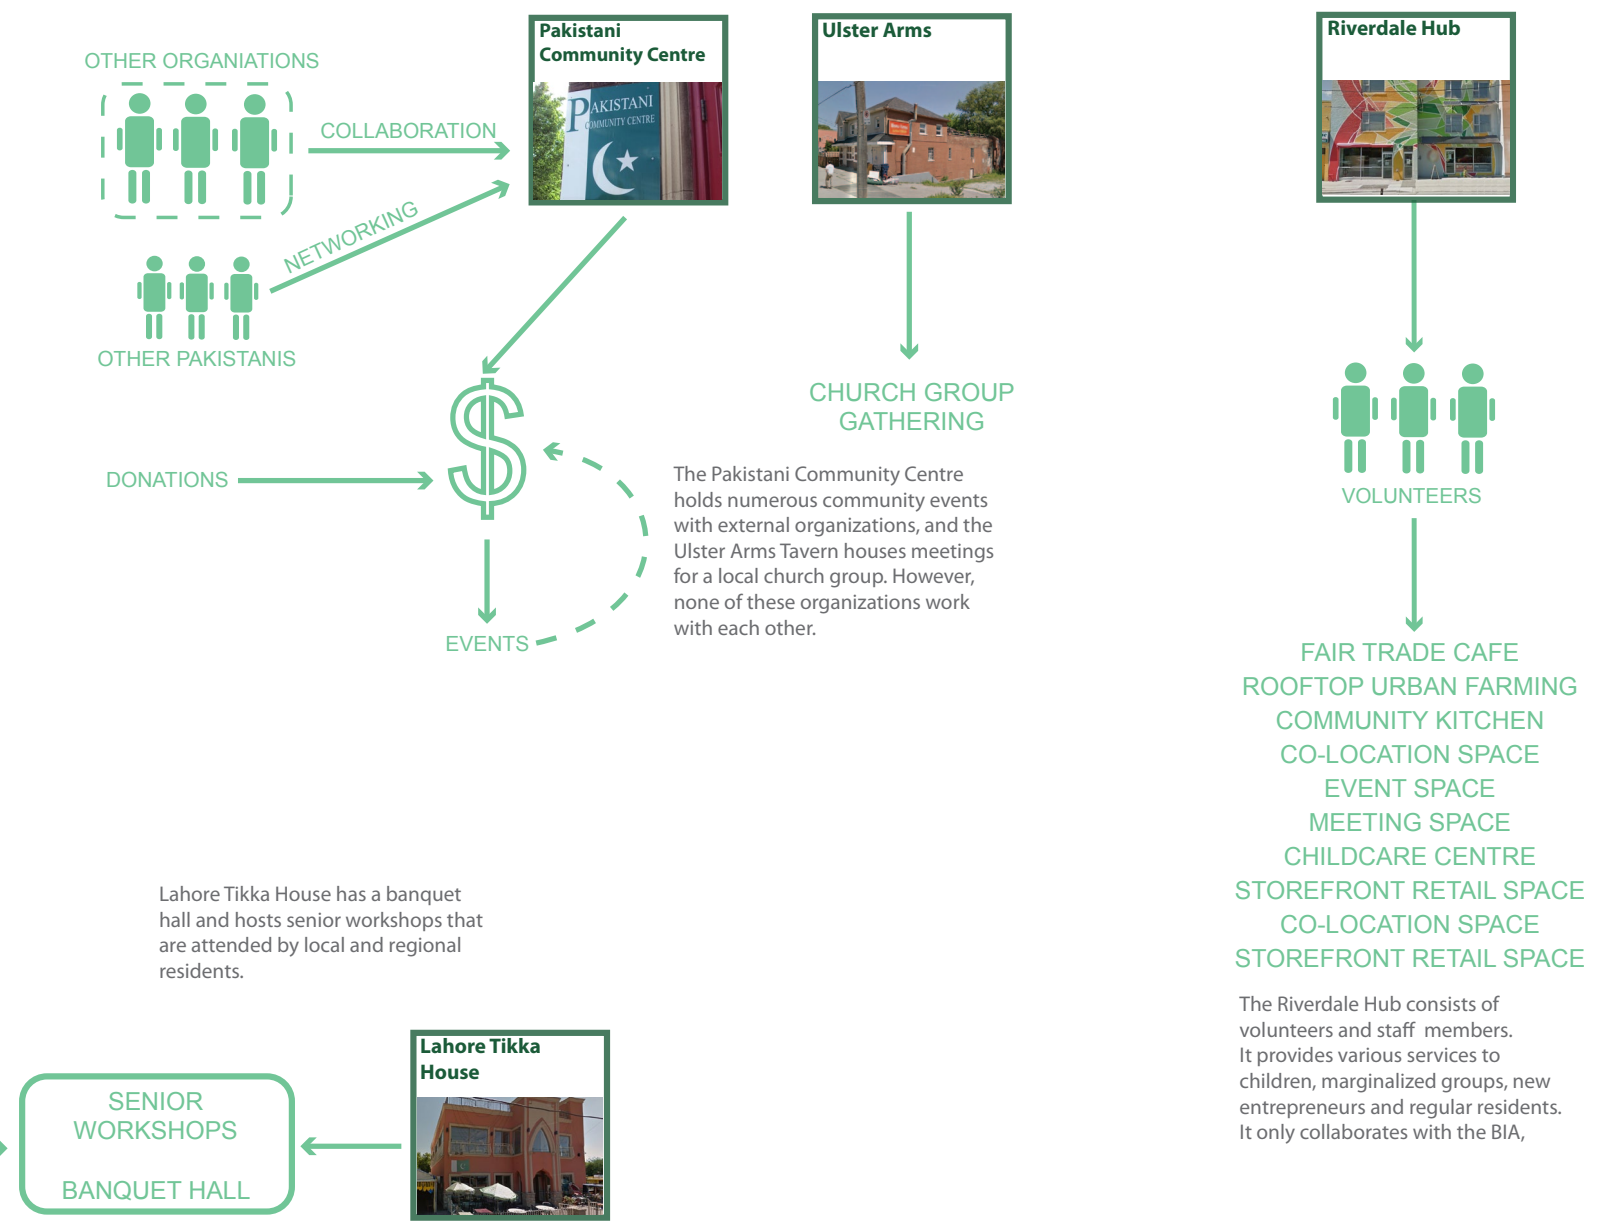 Pakistani
Community Centre
PAKISTANI
COMMUNITY CENTRE
Ulster Arms
Riverdale Hub
OTHER ORGANIATIONS
COLLABORATION
NETWORKING
OTHER PAKISTANIS
DONATIONS
$
EVENTS
CHURCH GROUP
GATHERING
The Pakistani Community Centre
holds numerous community events
with external organizations, and the
Ulster Arms Tavern houses meetings
for a local church group. However,
none of these organizations work
with each other.
VOLUNTEERS
FAIR TRADE CAFE
ROOFTOP URBAN FARMING
COMMUNITY KITCHEN
CO-LOCATION SPACE
EVENT SPACE
MEETING SPACE
CHILDCARE CENTRE
STOREFRONT RETAIL SPACE
CO-LOCATION SPACE
STOREFRONT RETAIL SPACE
The Riverdale Hub consists of
volunteers and staff members.
It provides various services to
children, marginalized groups, new
entrepreneurs and regular residents.
It only collaborates with the BIA,
Lahore Tikka House has a banquet
hall and hosts senior workshops that
are attended by local and regional
residents.
Lahore Tikka
House
SENIOR
WORKSHOPS
BANQUET HALL